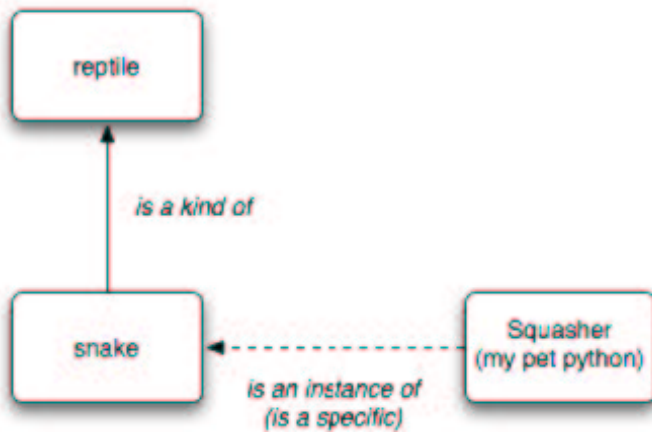 reptile
is a kind of
snake
Squasher
(my pet python)
is an instance of
(is a specific)